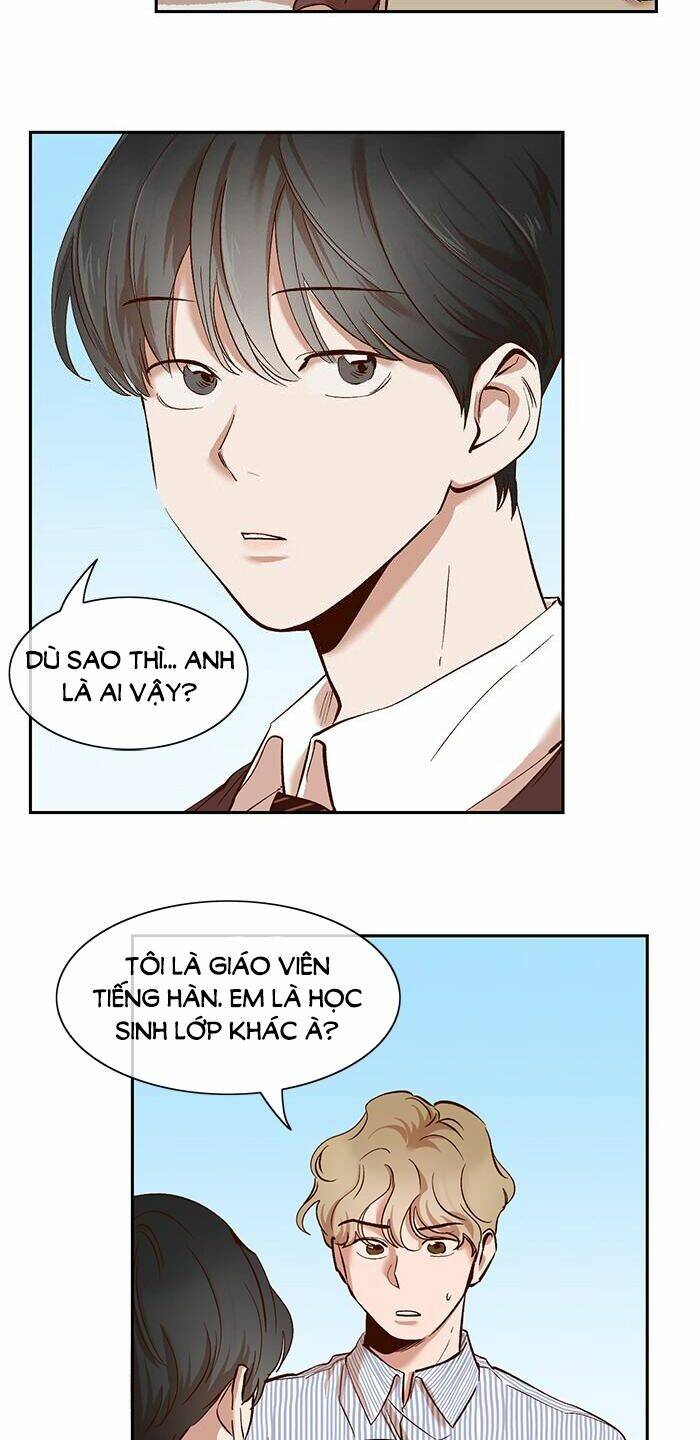 DÙ SAO THÌ... ANH
LÀ AI VẬY?
TÔI LÀ GIÁO VIÊN
TIẾNG HÀN. EM LÀ HỌC
SINH LỚP KHÁC À?